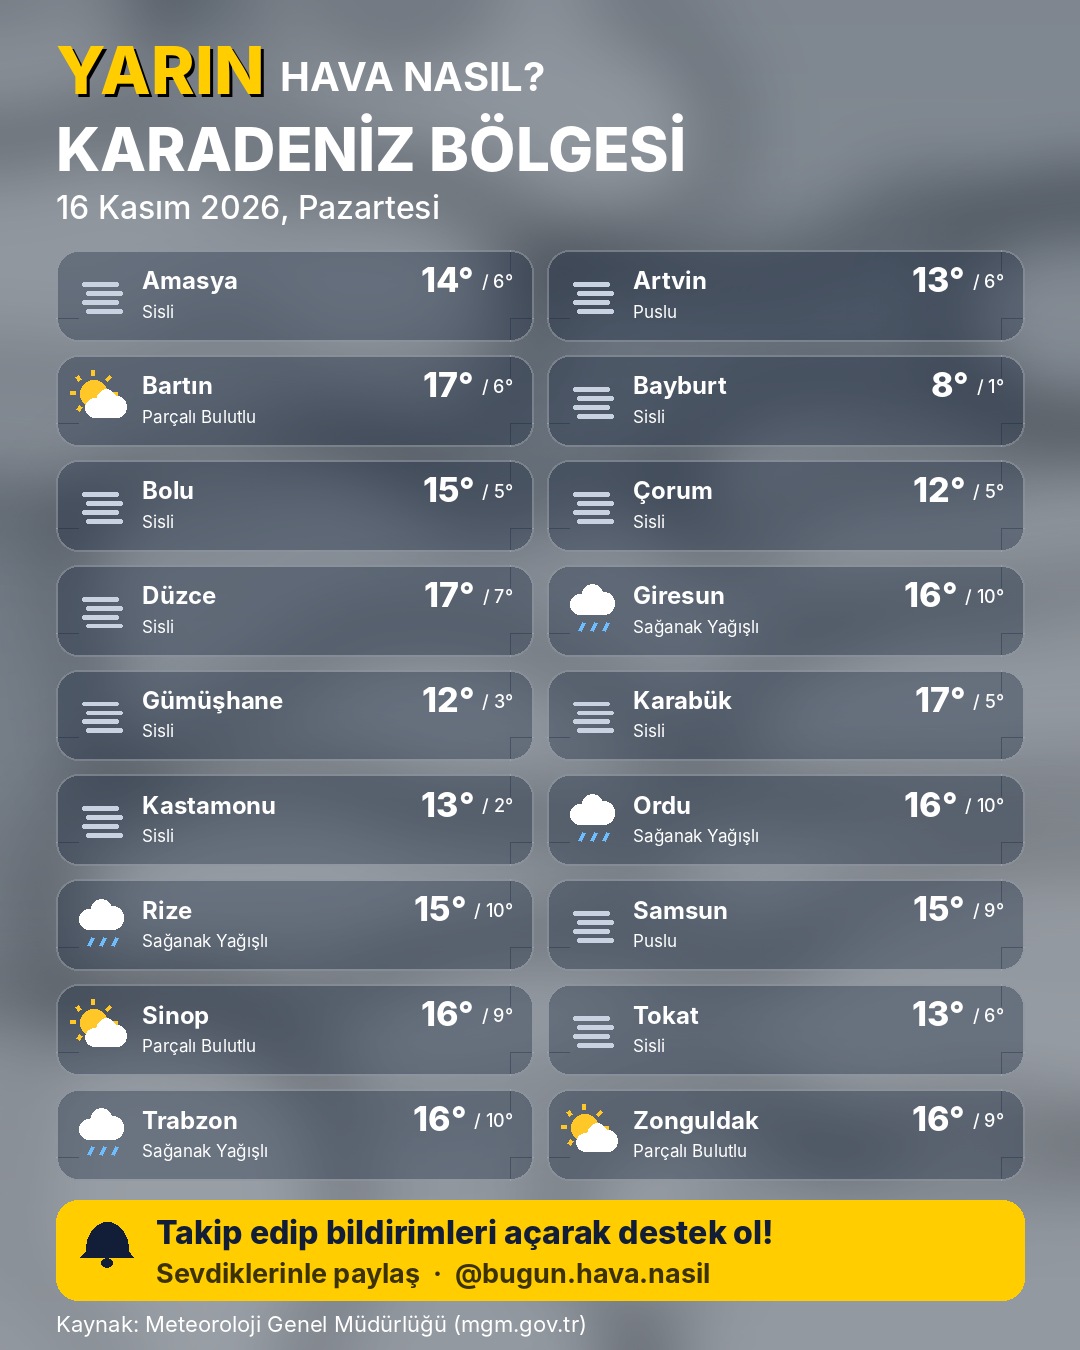 YARIN HAVA NASIL?
KARADENİZ BÖLGESİ
16 Kasım 2026, Pazartesi
Amasya 14° / 6°
Sisli
Artvin 13° / 6°
Puslu
Bartın 17° / 6°
Parçalı Bulutlu
Bayburt 8° / 1°
Sisli
Bolu 15° / 5°
Sisli
Çorum 12° / 5°
Sisli
Düzce 17° / 7°
Sisli
Giresun 16° / 10°
Sağanak Yağışlı
Gümüşhane 12° / 3°
Sisli
Karabük 17° / 5°
Sisli
Kastamonu 13° / 2°
Sisli
Ordu 16° / 10°
Sağanak Yağışlı
Rize 15° / 10°
Sağanak Yağışlı
Samsun 15° / 9°
Puslu
Sinop 16° / 9°
Parçalı Bulutlu
Tokat 13° / 6°
Sisli
Trabzon 16° / 10°
Sağanak Yağışlı
Zonguldak 16° / 9°
Parçalı Bulutlu
Takip edip bildirimleri açarak destek ol!
Sevdiklerinle paylaş · @bugun.hava.nasil
Kaynak: Meteoroloji Genel Müdürlüğü (mgm.gov.tr)